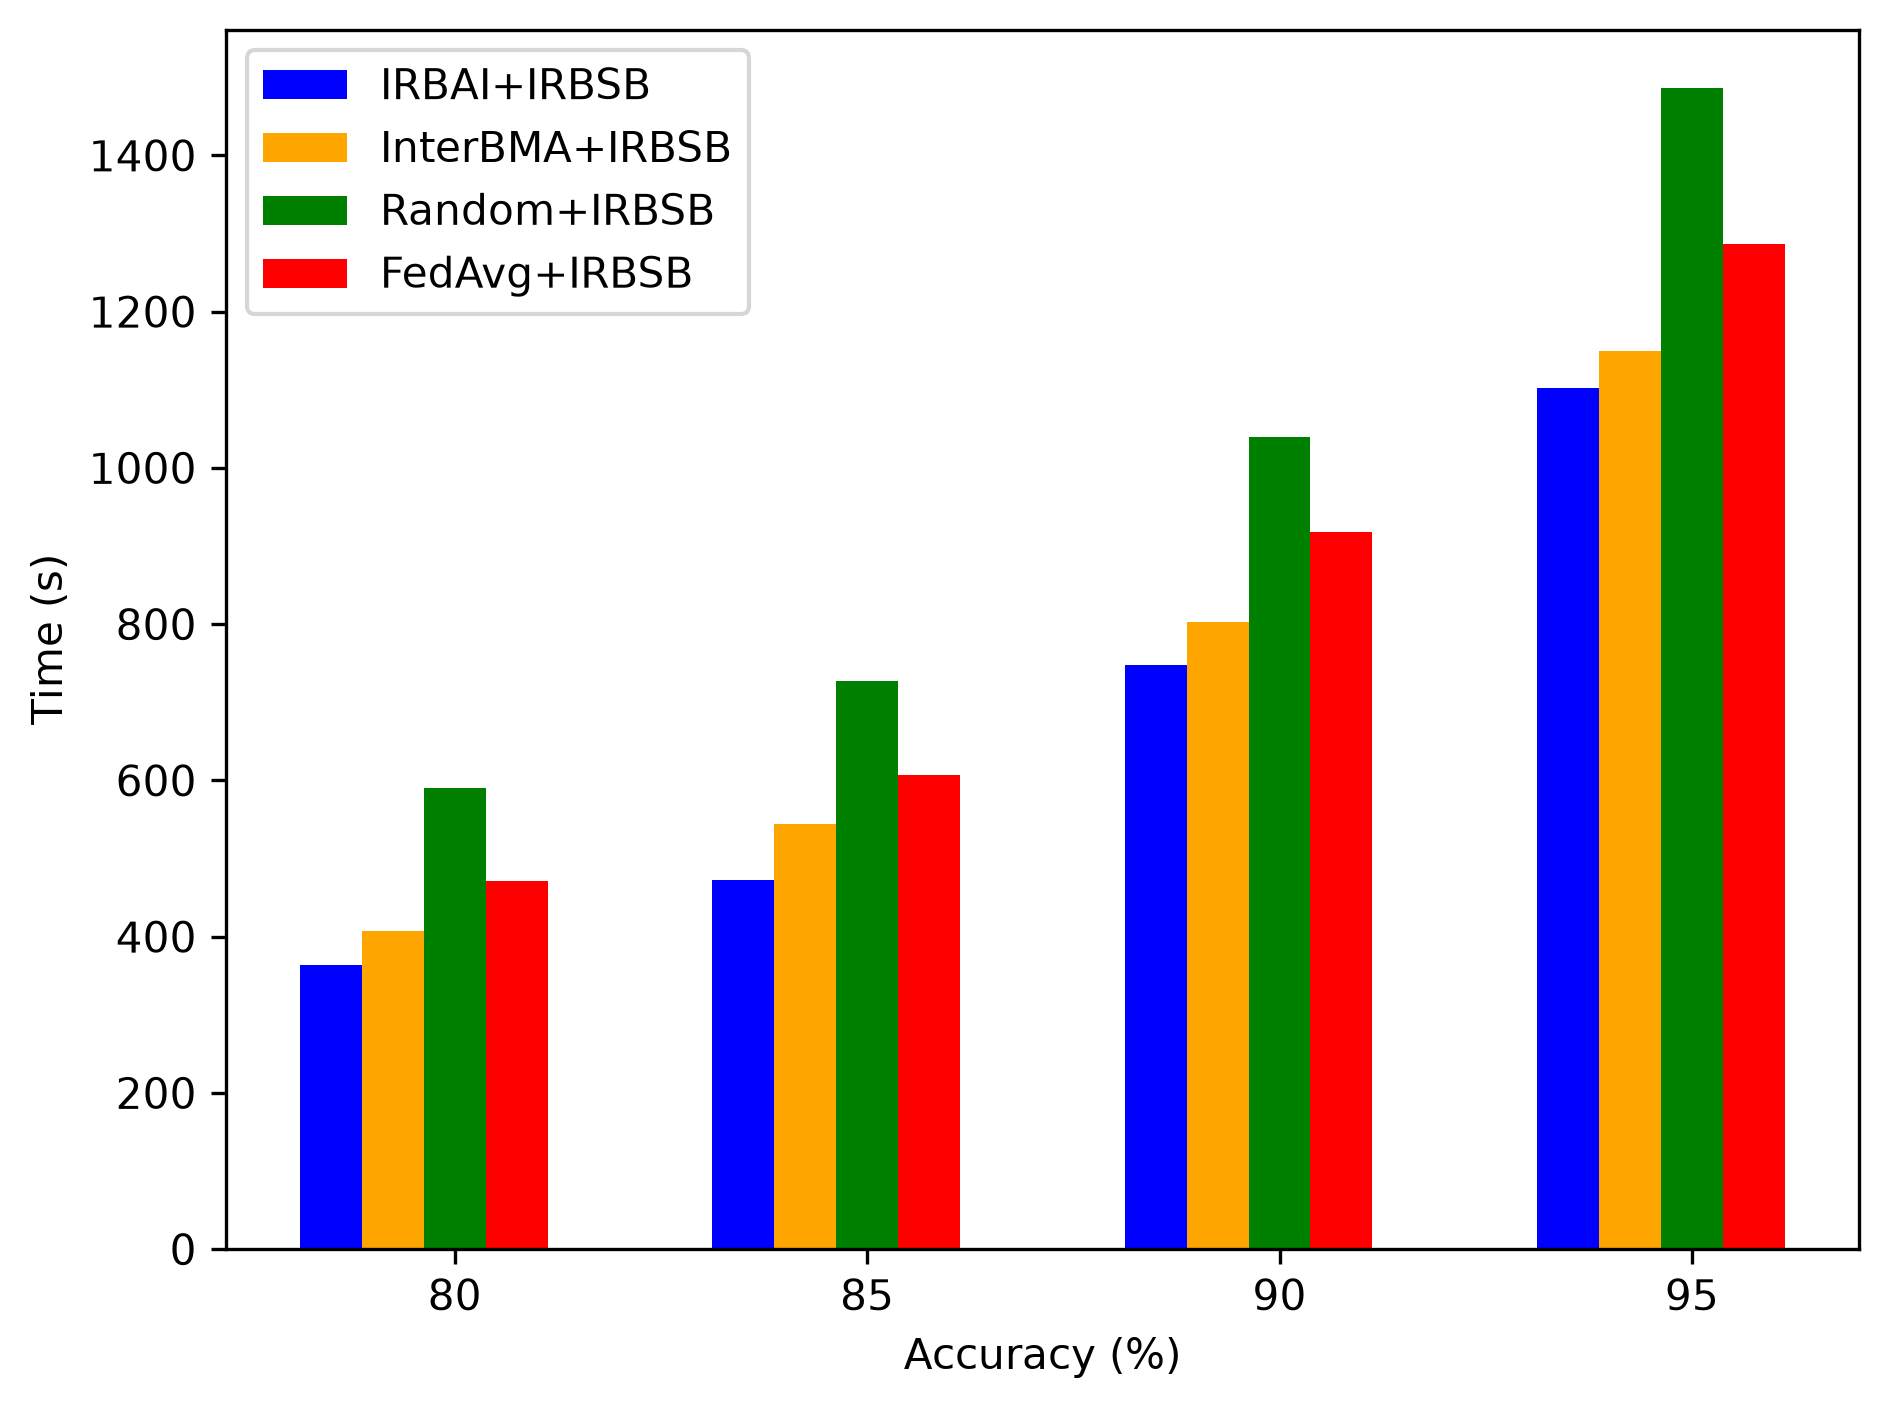 IRBAI+IRBSB
InterBMA+IRBSB
Random+IRBSB
FedAvg+IRBSB
1400
1200
1000
800
600
400
200
0
Time (s)
80 85 90 95
Accuracy (%)